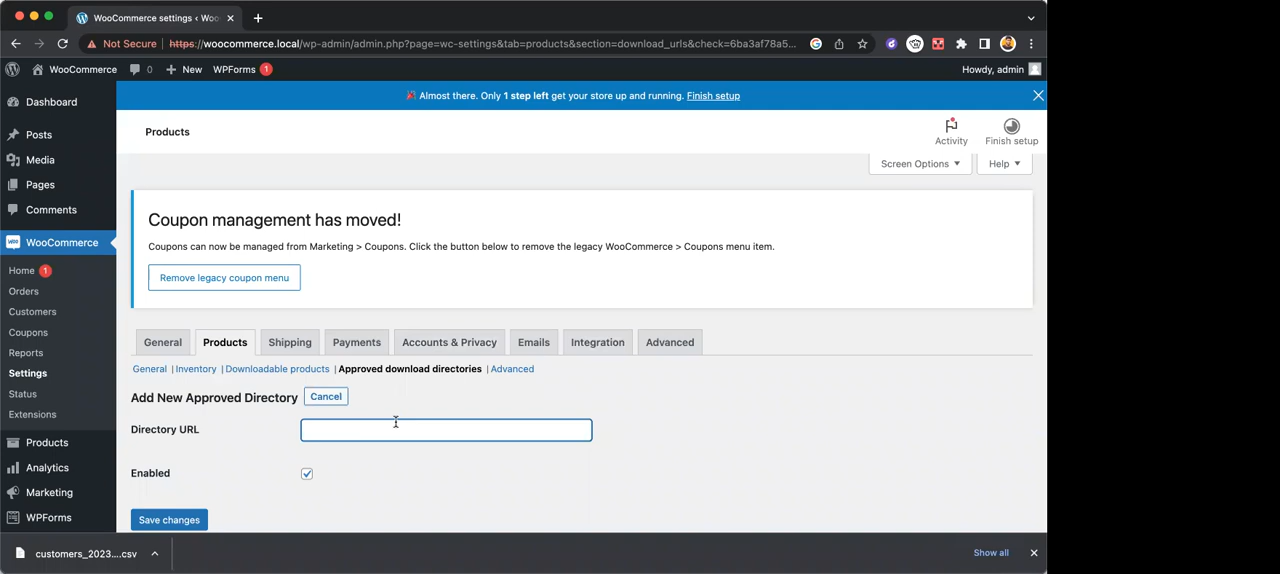 WooCommerce settings < Woo
Not Secure | https://woocommerce.local/wp-admin/admin.php?page=wc-settings&tab=products&section=download_urls&check=6ba3af78a5...
WooCommerce 0 New WPForms 1 Howdy, admin
Almost there. Only 1 step left get your store up and running. Finish setup
Dashboard
Posts
Media
Pages
Comments
WooCommerce
Home 1
Orders
Customers
Coupons
Reports
Settings
Status
Extensions
Products
Analytics
Marketing
WPForms
Products
Activity
Finish setup
Screen Options
Help
Coupon management has moved!
Coupons can now be managed from Marketing > Coupons. Click the button below to remove the legacy WooCommerce > Coupons menu item.
Remove legacy coupon menu
General Products Shipping Payments Accounts & Privacy Emails Integration Advanced
General | Inventory | Downloadable products | Approved download directories | Advanced
Add New Approved Directory Cancel
Directory URL
Enabled
Save changes
customers_2023....csv
Show all